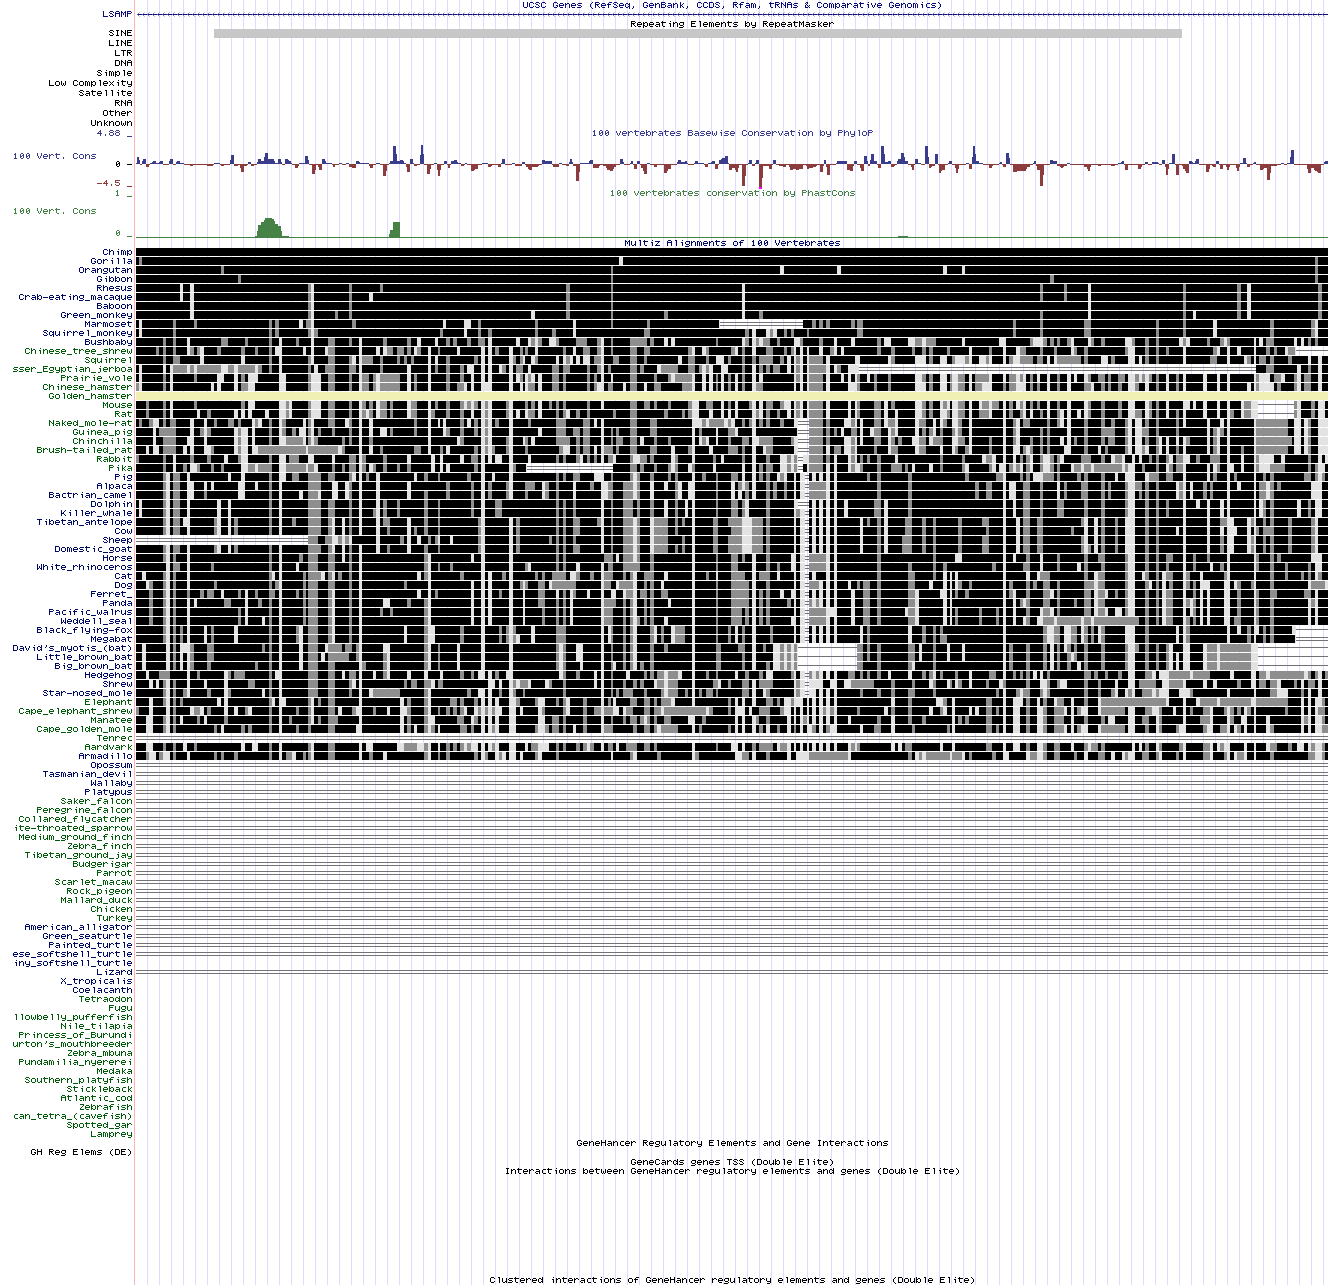 UCSC Genes (RefSeq, GenBank, CCDS, Rfam, tRNAs & Comparative Genomics)
LSAMP
Repeating Elements by RepeatMasker
SINE
LINE
LTR
DNA
Simple
Low Complexity
Satellite
RNA
Other
Unknown
4.88 _
100 vertebrates Basewise Conservation by PhyloP
100 Vert. Cons
0 _
-4.5 _
1 _
100 vertebrates conservation by PhastCons
100 Vert. Cons
0 _
Multiz Alignments of 100 Vertebrates
Chimp
Gorilla
Orangutan
Gibbon
Rhesus
Crab-eating_macaque
Baboon
Green_monkey
Marmoset
Squirrel_monkey
Bushbaby
Chinese_tree_shrew
Squirrel
sser_Egyptian_jerboa
Prairie_vole
Chinese_hamster
Golden_hamster
Mouse
Rat
Naked_mole-rat
Guinea_pig
Chinchilla
Brush-tailed_rat
Rabbit
Pika
Pig
Alpaca
Bactrian_camel
Dolphin
Killer_whale
Tibetan_antelope
Cow
Sheep
Domestic_goat
Horse
White_rhinoceros
Cat
Dog
Ferret_
Panda
Pacific_walrus
Weddell_seal
Black_flying-fox
Megabat
David's_myotis_(bat)
Little_brown_bat
Big_brown_bat
Hedgehog
Shrew
Star-nosed_mole
Elephant
Cape_elephant_shrew
Manatee
Cape_golden_mole
Tenrec
Aardvark
Armadillo
Opossum
Tasmanian_devil
Wallaby
Platypus
Saker_falcon
Peregrine_falcon
Collared_flycatcher
ite-throated_sparrow
Medium_ground_finch
Zebra_finch
Tibetan_ground_jay
Budgerigar
Parrot
Scarlet_macaw
Rock_pigeon
Mallard_duck
Chicken
Turkey
American_alligator
Green_seaturtle
Painted_turtle
ese_softshell_turtle
iny_softshell_turtle
Lizard
X_tropicalis
Coelacanth
Tetraodon
Fugu
llowbelly_pufferfish
Nile_tilapia
Princess_of_Burundi
urton's_mouthbreeder
Zebra_mbuna
Pundamilia_nyererei
Medaka
Southern_platyfish
Stickleback
Atlantic_cod
Zebrafish
can_tetra_(cavefish)
Spotted_gar
Lamprey
GeneHancer Regulatory Elements and Gene Interactions
GH Reg Elems (DE)
GeneCards genes TSS (Double Elite)
Interactions between GeneHancer regulatory elements and genes (Double Elite)
Clustered interactions of GeneHancer regulatory elements and genes (Double Elite)